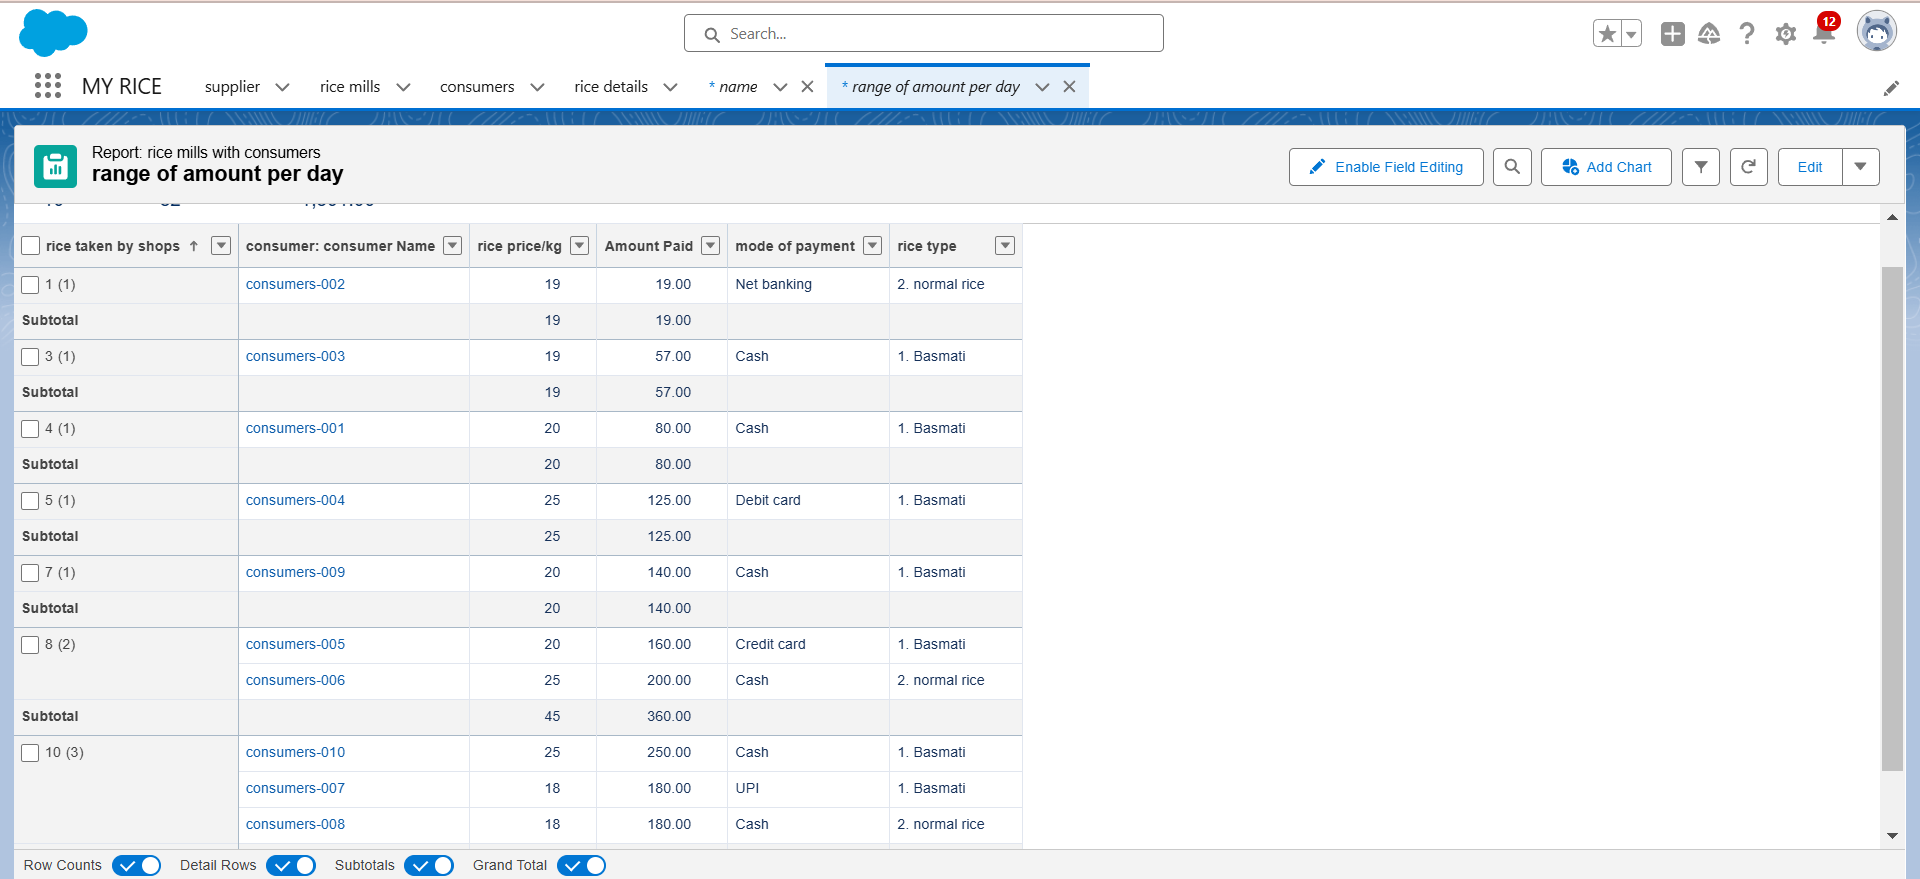 Search...
12
MY RICE supplier rice mills consumers rice details * name * range of amount per day
Report: rice mills with consumers
range of amount per day
Enable Field Editing Add Chart Edit
rice taken by shops ↑ consumer: consumer Name rice price/kg Amount Paid mode of payment rice type
1 (1) consumers-002 19 19.00 Net banking 2. normal rice
Subtotal 19 19.00
3 (1) consumers-003 19 57.00 Cash 1. Basmati
Subtotal 19 57.00
4 (1) consumers-001 20 80.00 Cash 1. Basmati
Subtotal 20 80.00
5 (1) consumers-004 25 125.00 Debit card 1. Basmati
Subtotal 25 125.00
7 (1) consumers-009 20 140.00 Cash 1. Basmati
Subtotal 20 140.00
8 (2) consumers-005 20 160.00 Credit card 1. Basmati
consumers-006 25 200.00 Cash 2. normal rice
Subtotal 45 360.00
10 (3) consumers-010 25 250.00 Cash 1. Basmati
consumers-007 18 180.00 UPI 1. Basmati
consumers-008 18 180.00 Cash 2. normal rice
Row Counts Detail Rows Subtotals Grand Total